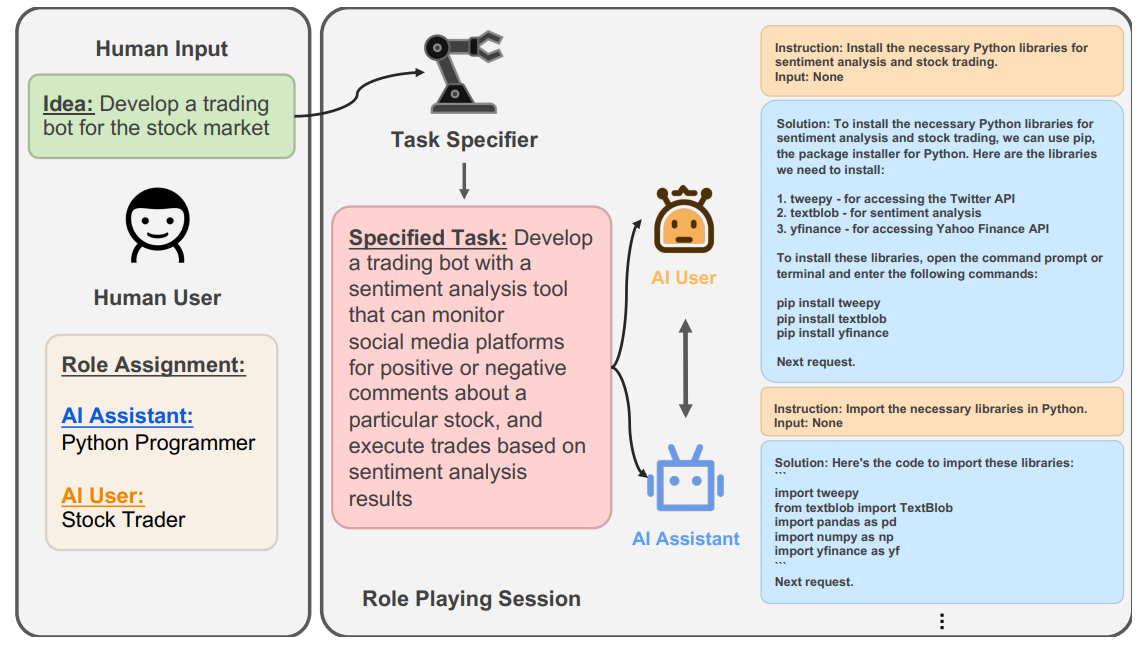 Human Input
Idea: Develop a trading
bot for the stock market
Human User
Role Assignment:
AI Assistant:
Python Programmer
AI User:
Stock Trader
Task Specifier
Specified Task: Develop
a trading bot with a
sentiment analysis tool
that can monitor
social media platforms
for positive or negative
comments about a
particular stock, and
execute trades based on
sentiment analysis
results
AI User
AI Assistant
Role Playing Session
Instruction: Install the necessary Python libraries for
sentiment analysis and stock trading.
Input: None
Solution: To install the necessary Python libraries for
sentiment analysis and stock trading, we can use pip,
the package installer for Python. Here are the libraries
we need to install:
1. tweepy - for accessing the Twitter API
2. textblob - for sentiment analysis
3. yfinance - for accessing Yahoo Finance API
To install these libraries, open the command prompt or
terminal and enter the following commands:
pip install tweepy
pip install textblob
pip install yfinance
Next request.
Instruction: Import the necessary libraries in Python.
Input: None
Solution: Here's the code to import these libraries:
```
import tweepy
from textblob import TextBlob
import pandas as pd
import numpy as np
import yfinance as yf
```
Next request.
⋮